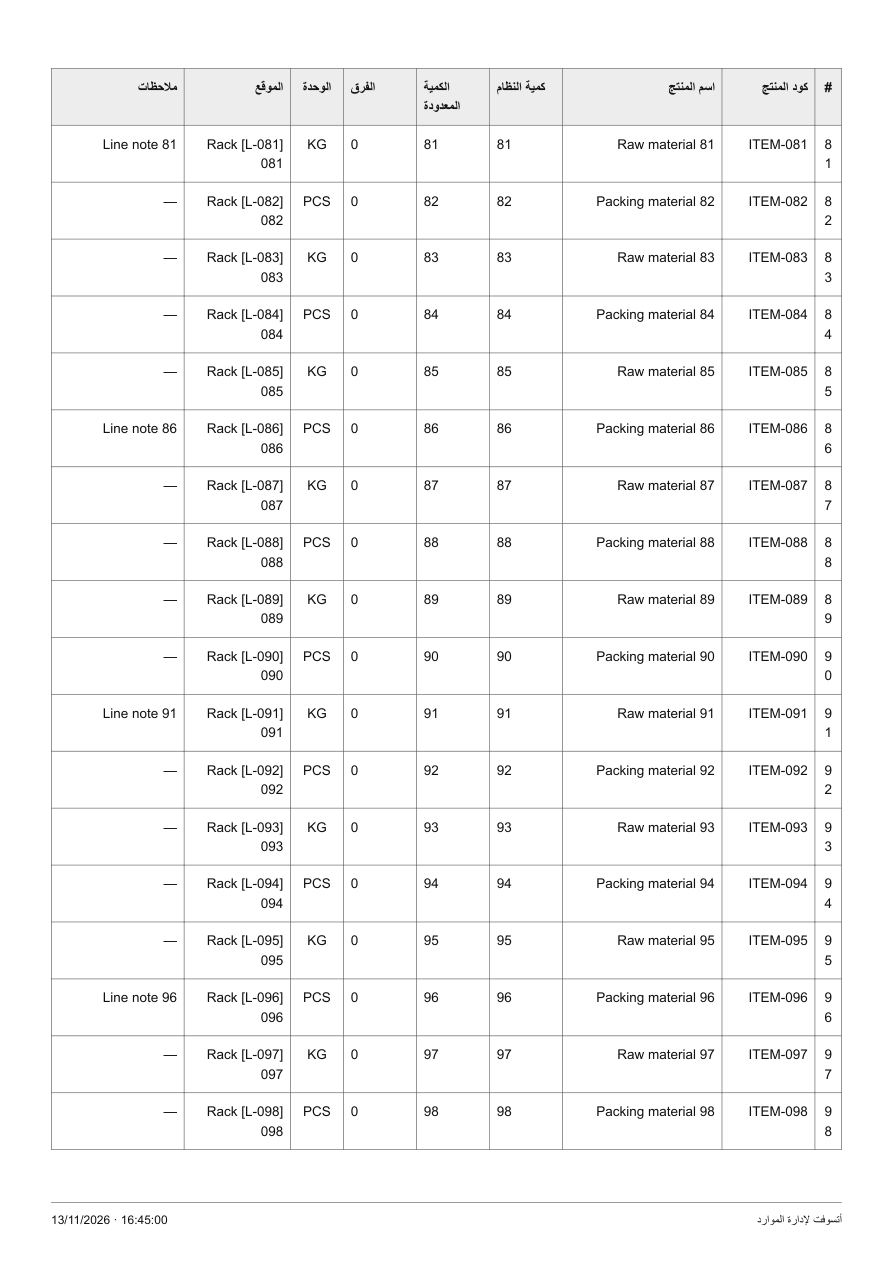 # كود المنتج اسم المنتج كمية النظام الكمية المعدودة الفرق الوحدة الموقع ملاحظات
81 ITEM-081 Raw material 81 81 81 0 KG Rack [L-081] 081 Line note 81
82 ITEM-082 Packing material 82 82 82 0 PCS Rack [L-082] 082 —
83 ITEM-083 Raw material 83 83 83 0 KG Rack [L-083] 083 —
84 ITEM-084 Packing material 84 84 84 0 PCS Rack [L-084] 084 —
85 ITEM-085 Raw material 85 85 85 0 KG Rack [L-085] 085 —
86 ITEM-086 Packing material 86 86 86 0 PCS Rack [L-086] 086 Line note 86
87 ITEM-087 Raw material 87 87 87 0 KG Rack [L-087] 087 —
88 ITEM-088 Packing material 88 88 88 0 PCS Rack [L-088] 088 —
89 ITEM-089 Raw material 89 89 89 0 KG Rack [L-089] 089 —
90 ITEM-090 Packing material 90 90 90 0 PCS Rack [L-090] 090 —
91 ITEM-091 Raw material 91 91 91 0 KG Rack [L-091] 091 Line note 91
92 ITEM-092 Packing material 92 92 92 0 PCS Rack [L-092] 092 —
93 ITEM-093 Raw material 93 93 93 0 KG Rack [L-093] 093 —
94 ITEM-094 Packing material 94 94 94 0 PCS Rack [L-094] 094 —
95 ITEM-095 Raw material 95 95 95 0 KG Rack [L-095] 095 —
96 ITEM-096 Packing material 96 96 96 0 PCS Rack [L-096] 096 Line note 96
97 ITEM-097 Raw material 97 97 97 0 KG Rack [L-097] 097 —
98 ITEM-098 Packing material 98 98 98 0 PCS Rack [L-098] 098 —
أتسوفت لإدارة الموارد
13/11/2026 · 16:45:00